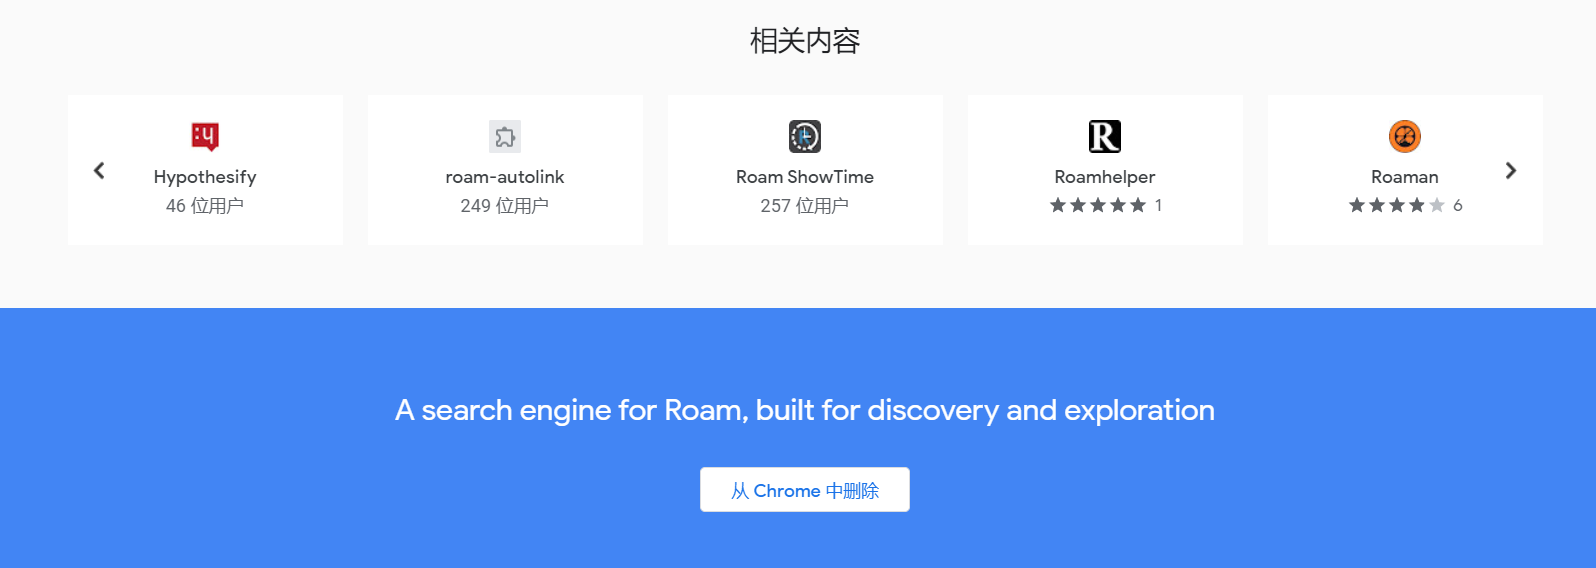 相关内容
Hypothesify
46 位用户
roam-autolink
249 位用户
Roam ShowTime
257 位用户
Roamhelper
1
Roaman
6
A search engine for Roam, built for discovery and exploration
从 Chrome 中删除